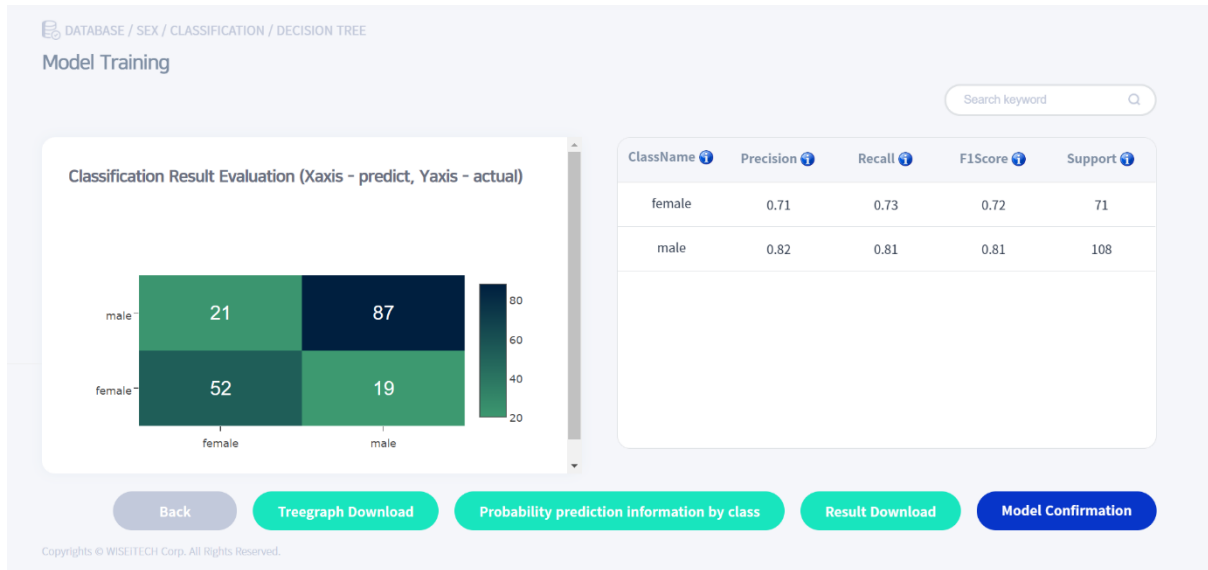 DATABASE / SEX / CLASSIFICATION / DECISION TREE
Model Training
Search keyword
Classification Result Evaluation (Xaxis - predict, Yaxis - actual)
male 21 87
female 52 19
female male
80
60
40
20
ClassName Precision Recall F1Score Support
female 0.71 0.73 0.72 71
male 0.82 0.81 0.81 108
Back Treegraph Download Probability prediction information by class Result Download Model Confirmation
Copyrights © WISEITECH Corp. All Rights Reserved.